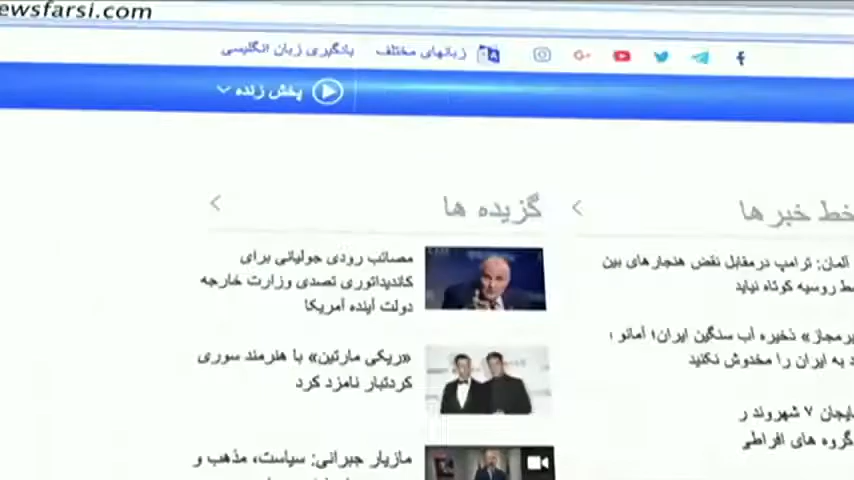 ewsfarsi.com
زبانهای مختلف
یادگیری زبان انگلیسی
پخش زنده
خط خبرها
آلمان: ترامپ درمقابل نقض هنجارهای بین
روسیه کوتاه نیاید
ذخیره آب سنگین ایران؛ آمانو :
به ایران را مخدوش نکنید
۷ شهروند
گروه های افراطی
گزیده ها
مصائب رودی جولیانی برای
کاندیداتوری تصدی وزارت خارجه
دولت آینده آمریکا
«ریکی مارتین» با هنرمند سوری
کردتبار نامزد کرد
مازیار جبرانی: سیاست، مذهب و